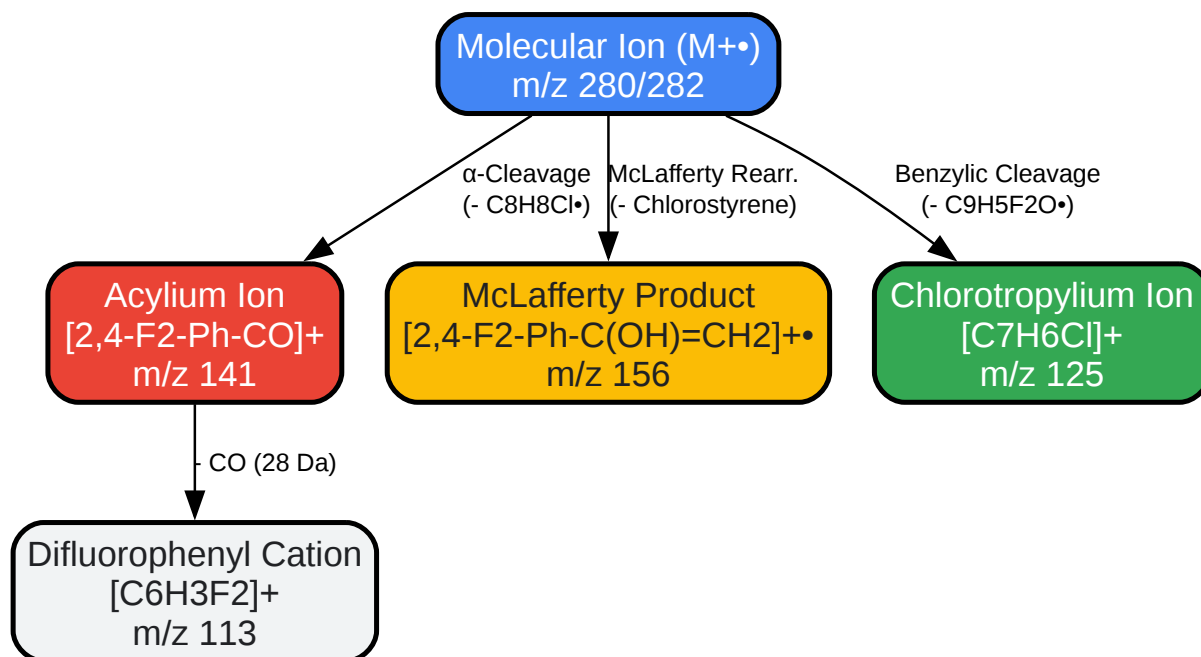 Molecular Ion (M+•)
m/z 280/282
α-Cleavage
(- C8H8Cl•)
McLafferty Rearr.
(- Chlorostyrene)
Benzylic Cleavage
(- C9H5F2O•)
Acylium Ion
[2,4-F2-Ph-CO]+
m/z 141
McLafferty Product
[2,4-F2-Ph-C(OH)=CH2]+•
m/z 156
Chlorotropylium Ion
[C7H6Cl]+
m/z 125
- CO (28 Da)
Difluorophenyl Cation
[C6H3F2]+
m/z 113